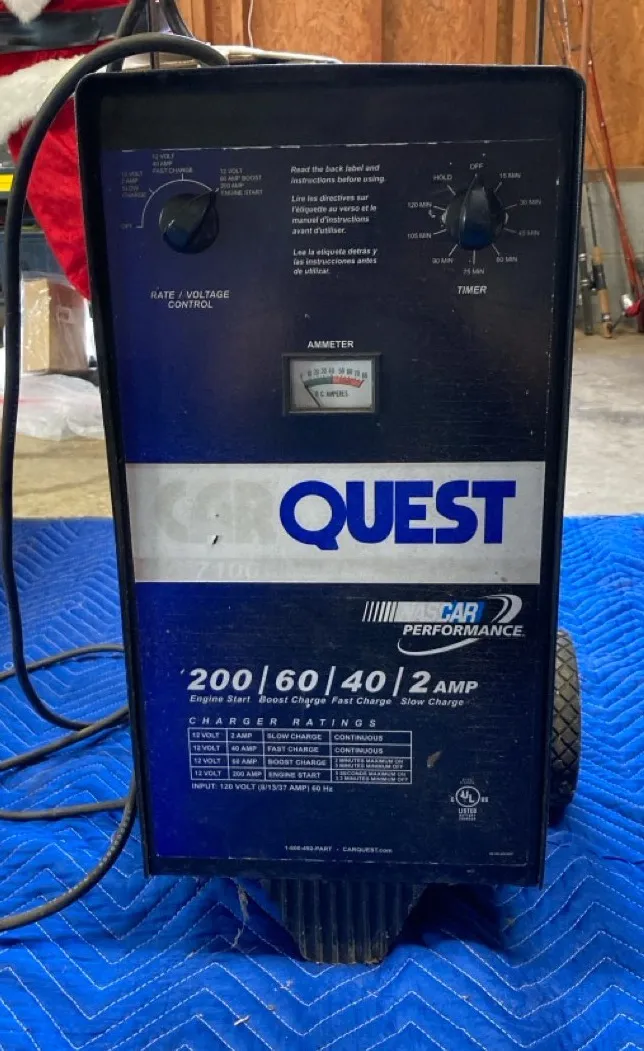 12 VOLT
40 AMP
FAST CHARGE
12 VOLT
2 AMP
SLOW
CHARGE
12 VOLT
60 AMP BOOST
200 AMP
ENGINE START
OFF
RATE / VOLTAGE
CONTROL
Read the back label and
instructions before using.
Lire les directives sur
l'étiquette au verso et le
manuel d'instructions
avant d'utiliser.
Lea la etiqueta detrás y
las instrucciones antes
de utilizar.
OFF
HOLD
15 MIN
120 MIN
30 MIN
105 MIN
45 MIN
90 MIN
60 MIN
75 MIN
TIMER
AMMETER
D.C. AMPERES
CARQUEST
NASCAR
PERFORMANCE
200 / 60 / 40 / 2 AMP
Engine Start Boost Charge Fast Charge Slow Charge
CHARGER RATINGS
12 VOLT 2 AMP SLOW CHARGE CONTINUOUS
12 VOLT 40 AMP FAST CHARGE CONTINUOUS
12 VOLT 60 AMP BOOST CHARGE
12 VOLT 200 AMP ENGINE START
INPUT: 120 VOLT (8/13/37 AMP) 60 Hz
UL
LISTED
CARQUEST.com